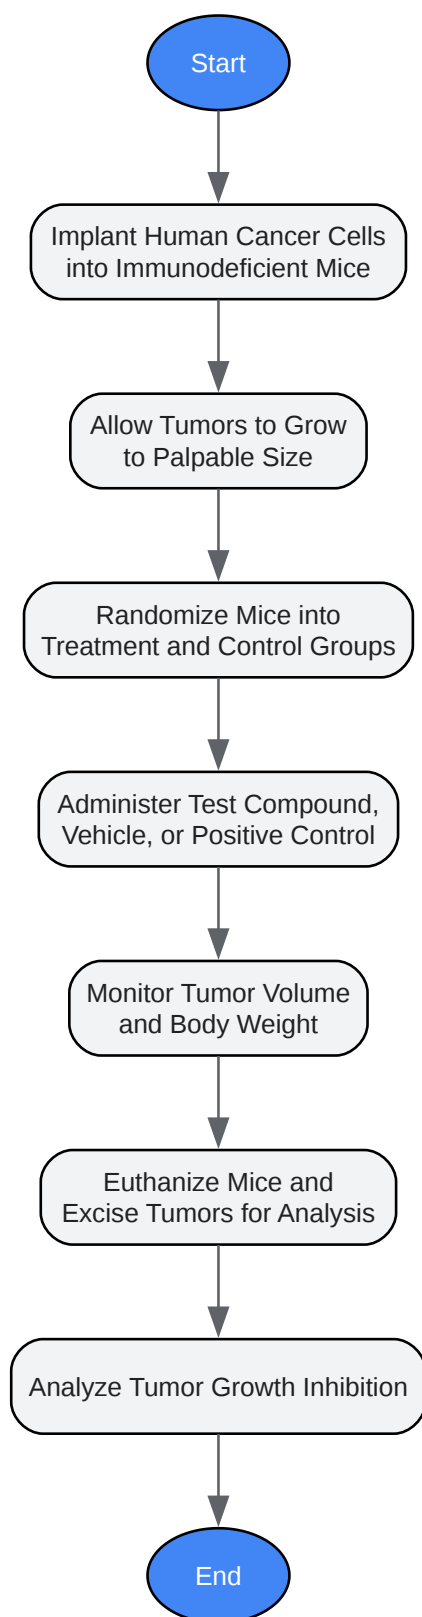 Start
Implant Human Cancer Cells
into Immunodeficient Mice
Allow Tumors to Grow
to Palpable Size
Randomize Mice into
Treatment and Control Groups
Administer Test Compound,
Vehicle, or Positive Control
Monitor Tumor Volume
and Body Weight
Euthanize Mice and
Excise Tumors for Analysis
Analyze Tumor Growth Inhibition
End